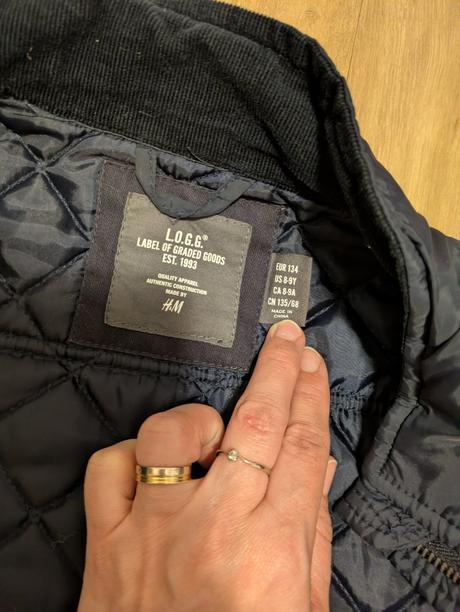 L.O.G.G.®
LABEL OF GRADED GOODS
EST. 1993
QUALITY APPAREL
AUTHENTIC CONSTRUCTION
MADE BY
H&M
EUR 134
US 8-9Y
CA 8-9A
CN 135/68
MADE IN
CHINA